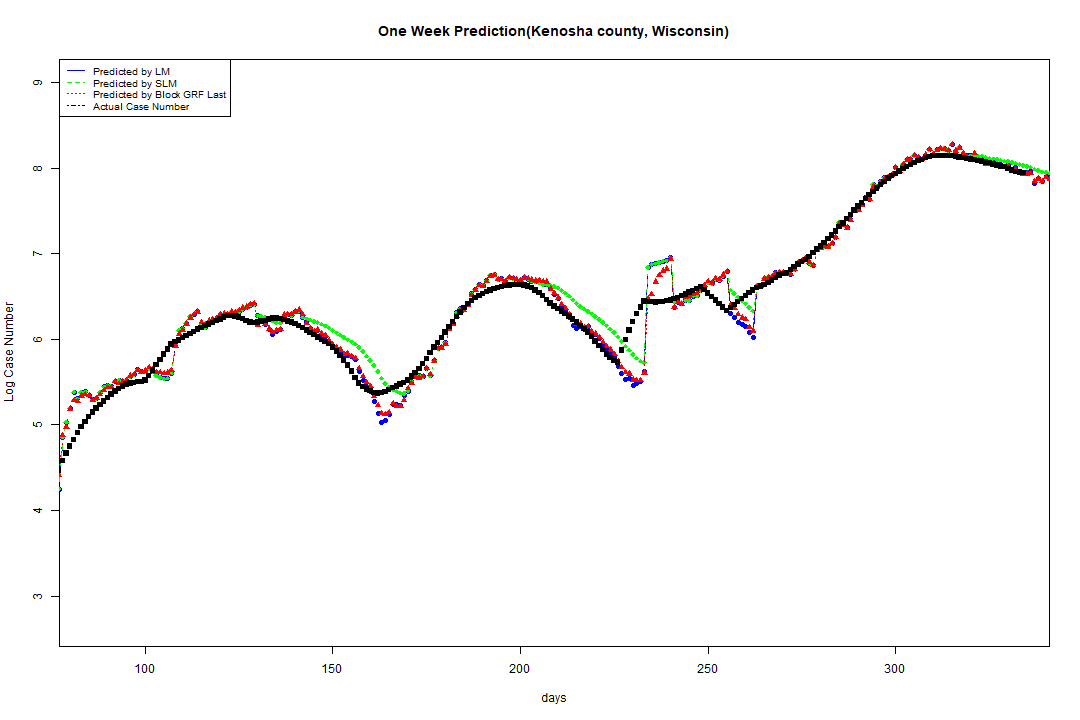 One Week Prediction(Kenosha county, Wisconsin)
Predicted by LM
Predicted by SLM
Predicted by Block GRF Last
Actual Case Number
Log Case Number
9
8
7
6
5
4
3
100 150 200 250 300
days